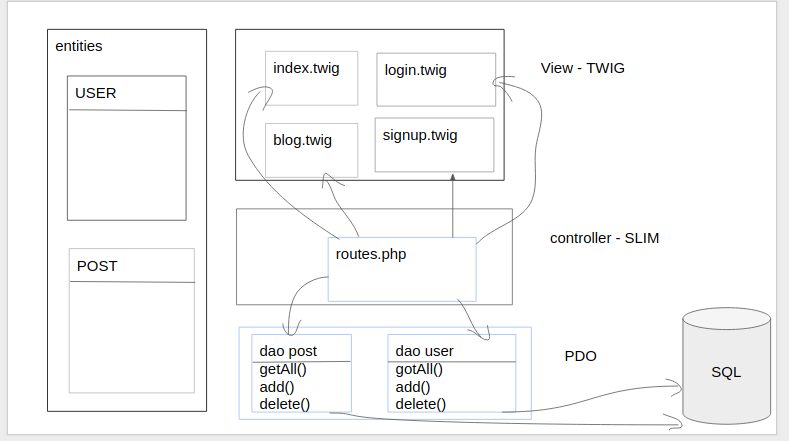 entities
USER
POST
index.twig
login.twig
blog.twig
signup.twig
View - TWIG
routes.php
controller - SLIM
dao post
getAll()
add()
delete()
dao user
gotAll()
add()
delete()
PDO
SQL